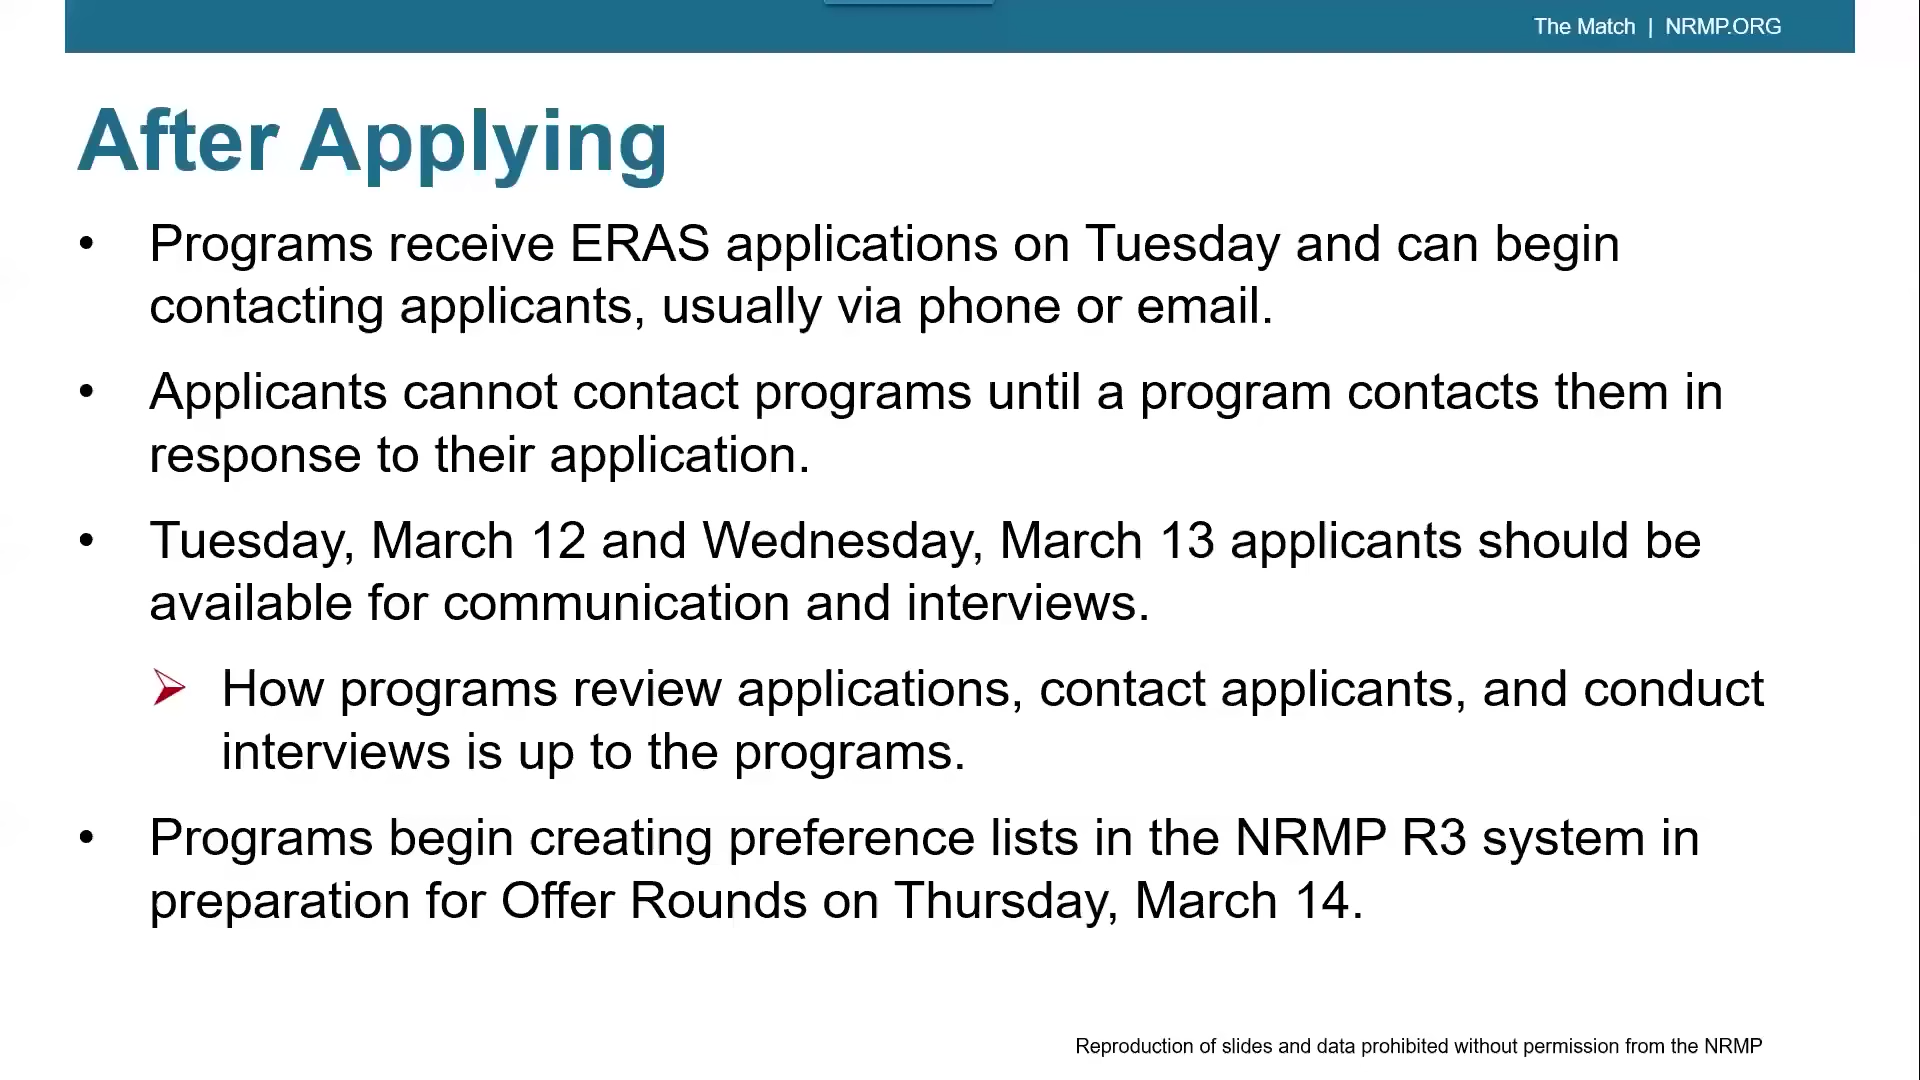 The Match | NRMP.ORG
After Applying
• Programs receive ERAS applications on Tuesday and can begin
contacting applicants, usually via phone or email.
• Applicants cannot contact programs until a program contacts them in
response to their application.
• Tuesday, March 12 and Wednesday, March 13 applicants should be
available for communication and interviews.
➢ How programs review applications, contact applicants, and conduct
interviews is up to the programs.
• Programs begin creating preference lists in the NRMP R3 system in
preparation for Offer Rounds on Thursday, March 14.
Reproduction of slides and data prohibited without permission from the NRMP